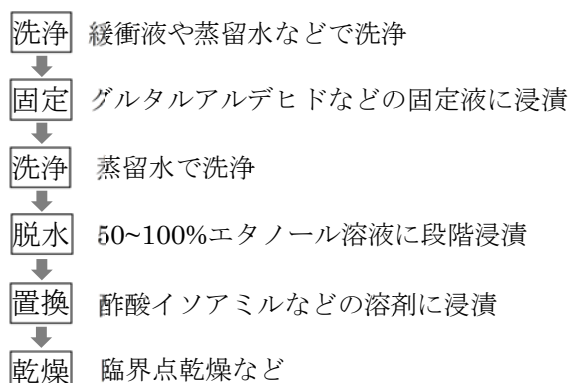 洗浄 緩衝液や蒸留水などで洗浄
固定 グルタルアルデヒドなどの固定液に浸漬
洗浄 蒸留水で洗浄
脱水 50~100%エタノール溶液に段階浸漬
置換 酢酸イソアミルなどの溶剤に浸漬
乾燥 臨界点乾燥など